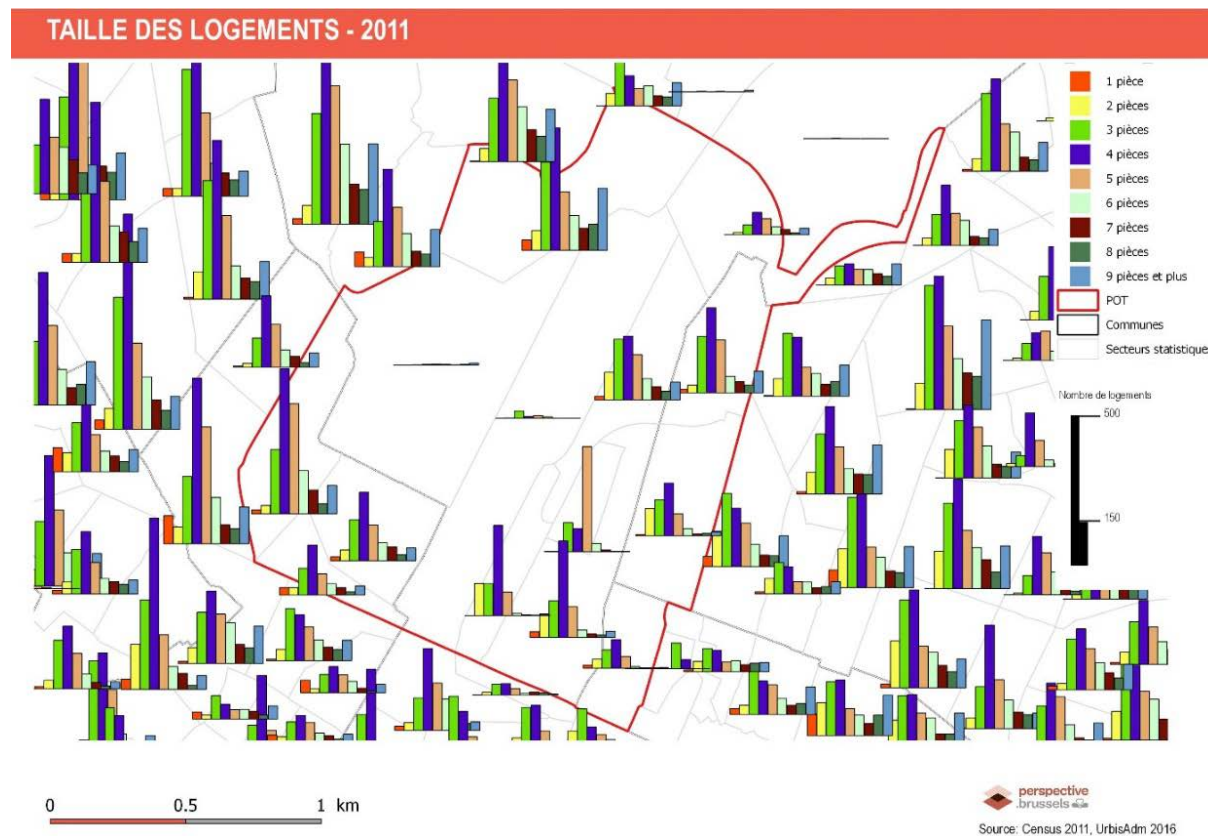 TAILLE DES LOGEMENTS - 2011
1 pièce
2 pièces
3 pièces
4 pièces
5 pièces
6 pièces
7 pièces
8 pièces
9 pièces et plus
POT
Communes
Secteurs statistique
Nombre de logements
500
150
0 0.5 1 km
perspective
.brussels
Source: Census 2011, UrbisAdm 2016